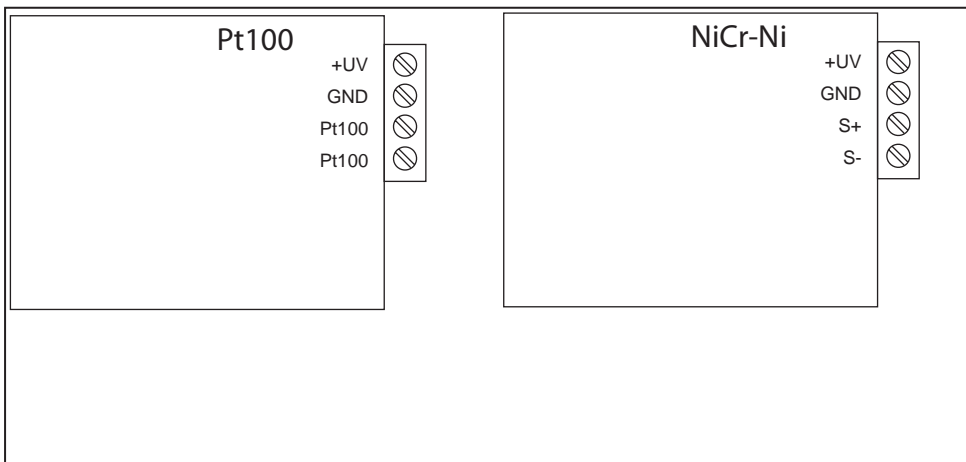 Pt100
+UV
GND
Pt100
Pt100
NiCr-Ni
+UV
GND
S+
S-